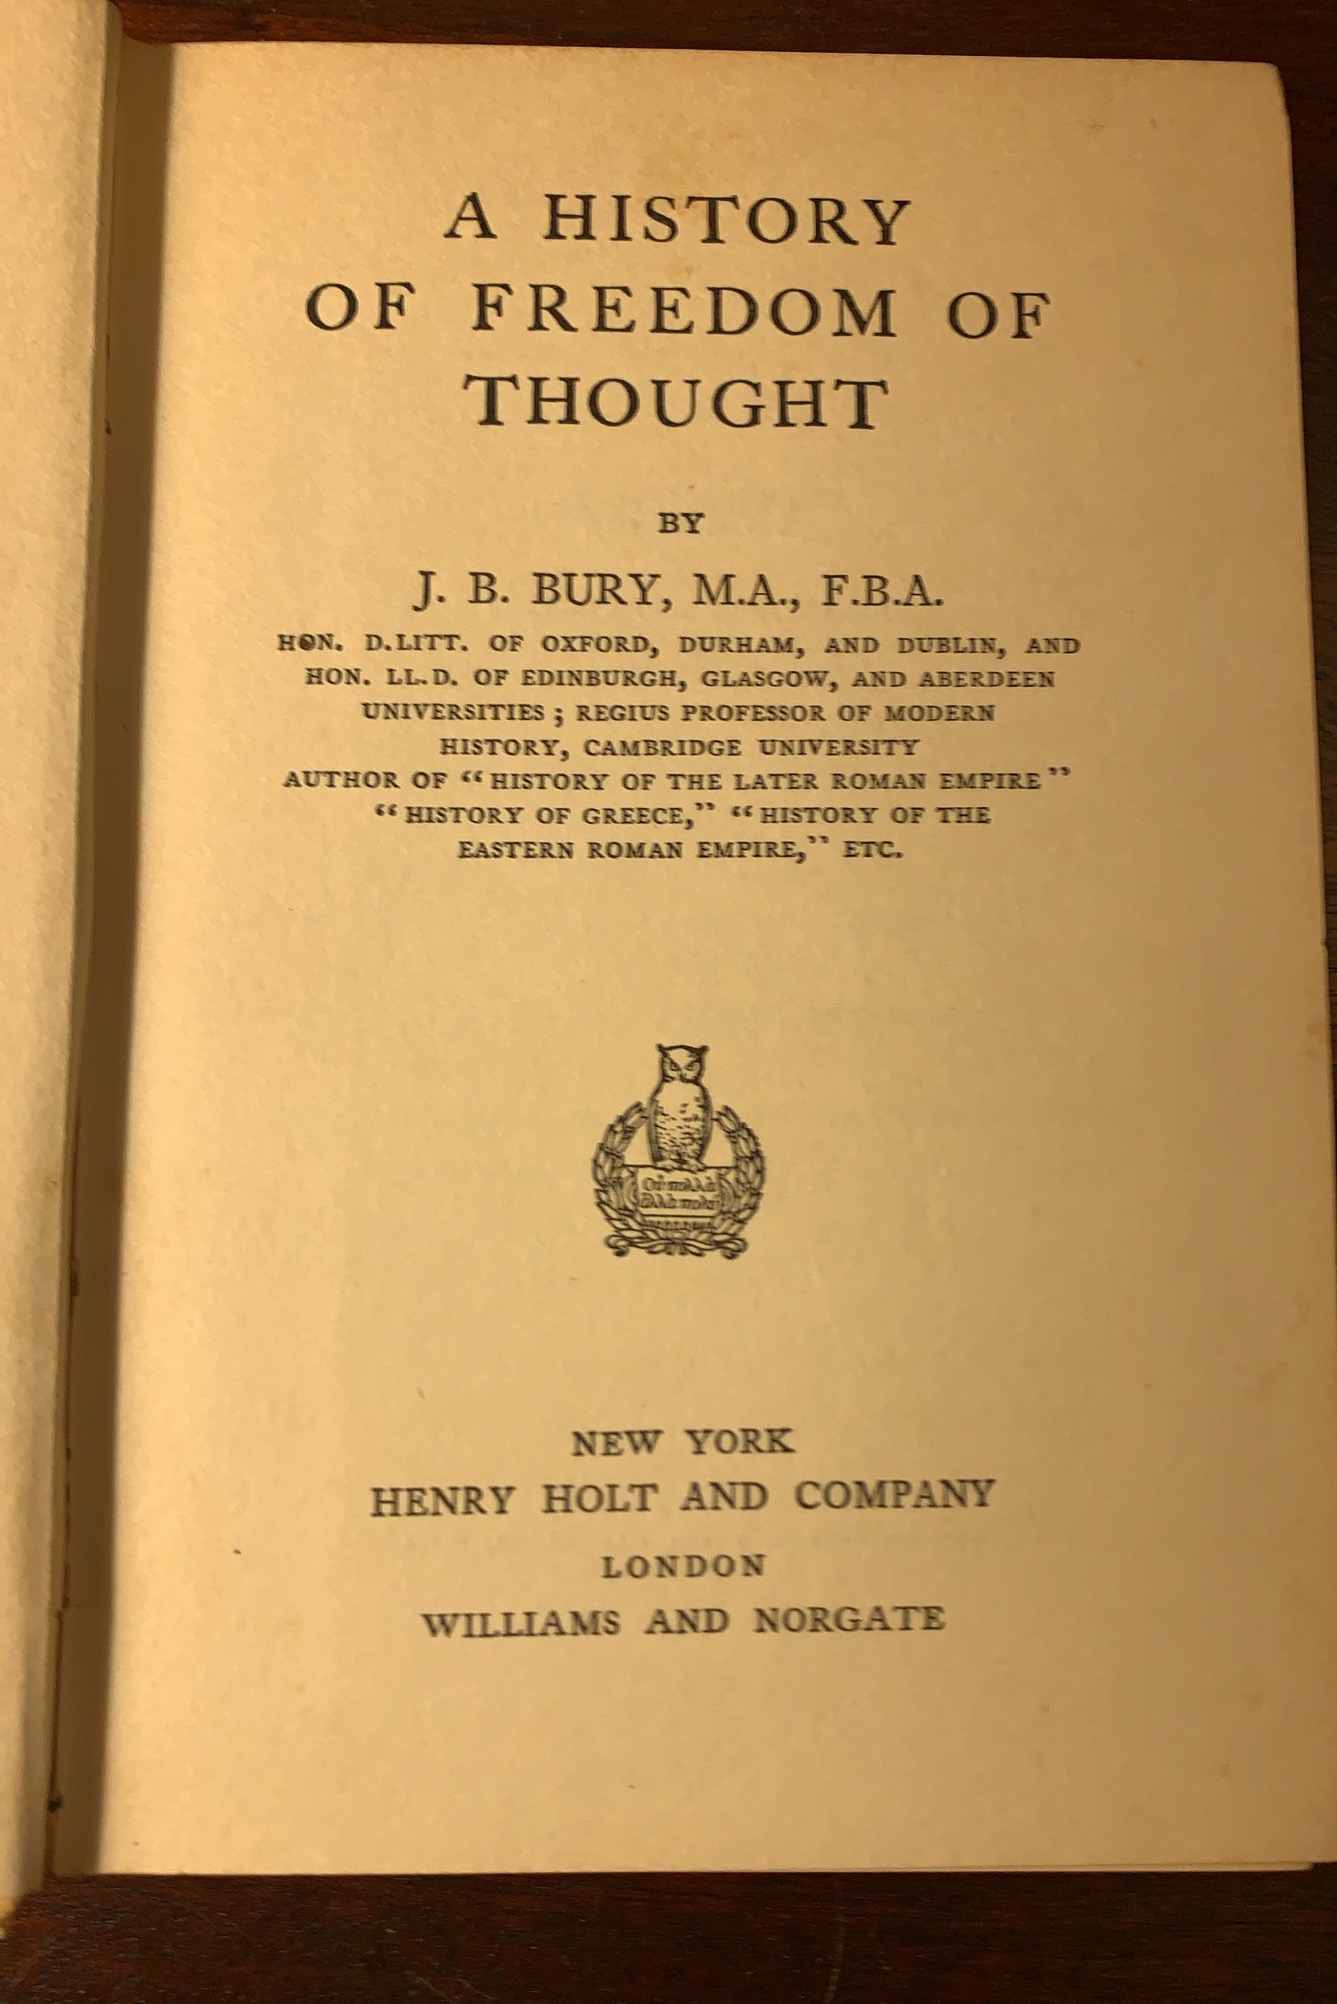 A HISTORY
OF FREEDOM OF
THOUGHT
BY
J. B. BURY, M.A., F.B.A.
HON. D.LITT. OF OXFORD, DURHAM, AND DUBLIN, AND
HON. LL.D. OF EDINBURGH, GLASGOW, AND ABERDEEN
UNIVERSITIES; REGIUS PROFESSOR OF MODERN
HISTORY, CAMBRIDGE UNIVERSITY
AUTHOR OF "HISTORY OF THE LATER ROMAN EMPIRE"
"HISTORY OF GREECE," "HISTORY OF THE
EASTERN ROMAN EMPIRE," ETC.
Οὐ πολλὰ
NEW YORK
HENRY HOLT AND COMPANY
LONDON
WILLIAMS AND NORGATE